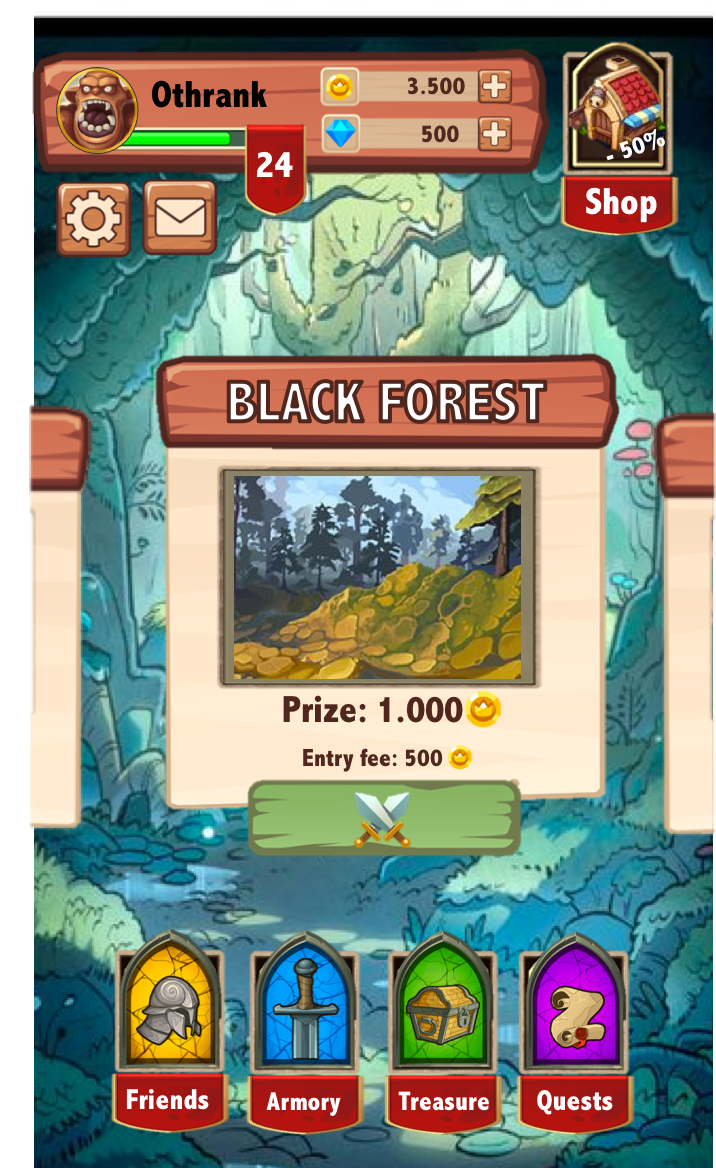 Othrank
3.500
500
24
- 50%
Shop
BLACK FOREST
Prize: 1.000
Entry fee: 500
Friends
Armory
Treasure
Quests